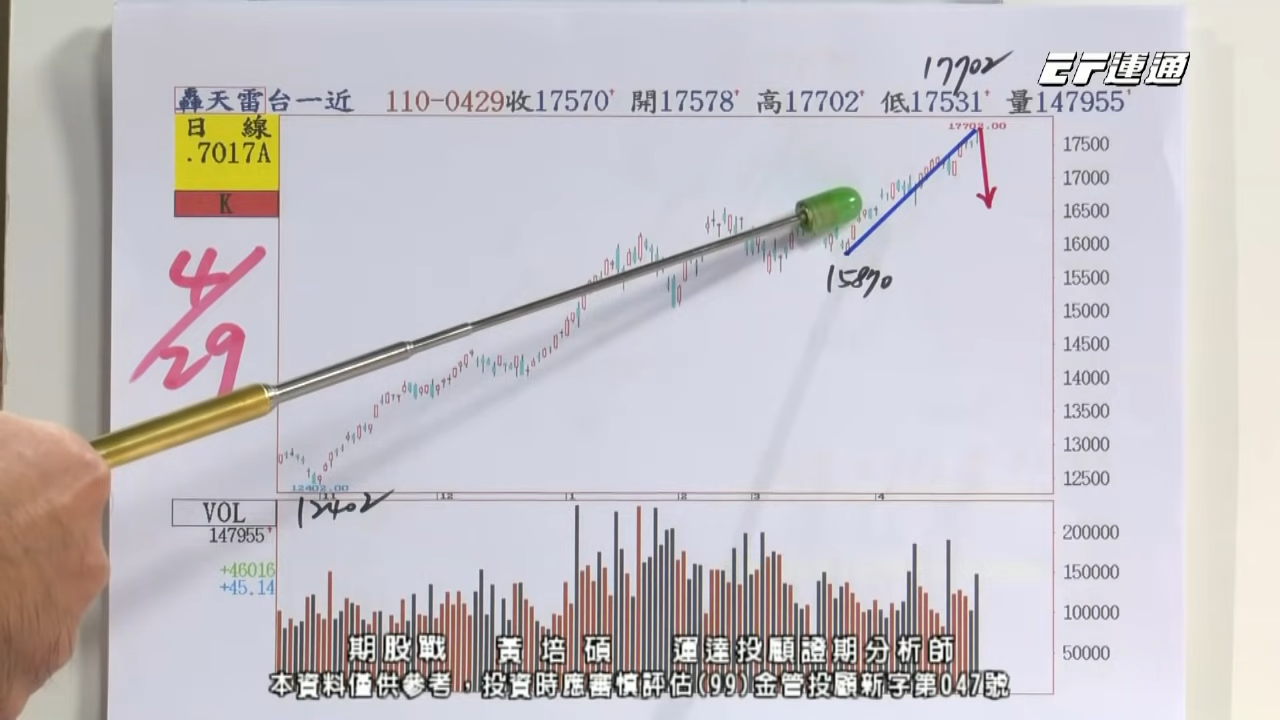 17702
EF運通
轟天雷台一近 110-0429收17570' 開17578' 高17702' 低17531' 量147955'
日 線
.7017A
K
4/29
17702.00
17500
17000
16500
16000
15500
15000
14500
14000
13500
13000
12500
15870
12402.00
11 12 1 2 3 4
12402
VOL
147955'
+46016
+45.14
200000
150000
100000
50000
期股戰 黃培碩 運達投顧證期分析師
本資料僅供參考，投資時應審慎評估(99)金管投顧新字第047號